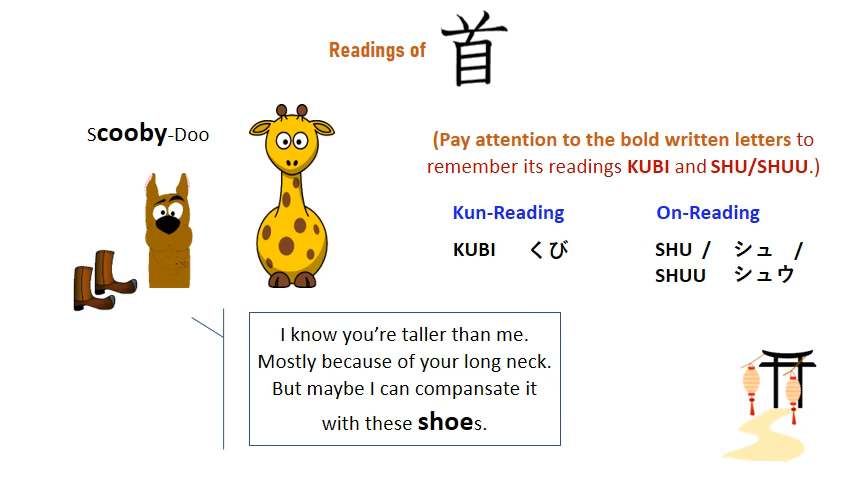 Readings of 首
Scooby-Doo
(Pay attention to the bold written letters to
remember its readings KUBI and SHU/SHUU.)
Kun-Reading
On-Reading
KUBI くび
SHU / シュ /
SHUU シュウ
I know you’re taller than me.
Mostly because of your long neck.
But maybe I can compansate it
with these shoes.